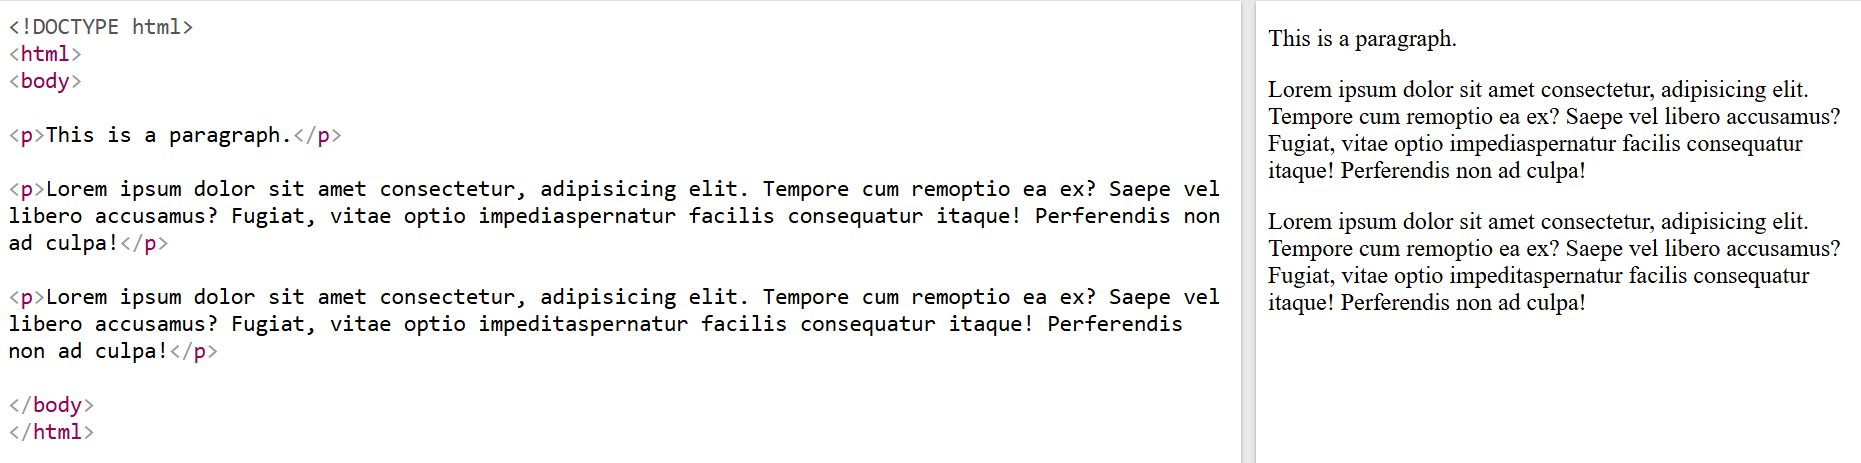 <!DOCTYPE html>
<html>
<body>
<p>This is a paragraph.</p>
<p>Lorem ipsum dolor sit amet consectetur, adipisicing elit. Tempore cum remoptio ea ex? Saepe vel
libero accusamus? Fugiat, vitae optio impediaspernatur facilis consequatur itaque! Perferendis non
ad culpa!</p>
<p>Lorem ipsum dolor sit amet consectetur, adipisicing elit. Tempore cum remoptio ea ex? Saepe vel
libero accusamus? Fugiat, vitae optio impeditaspernatur facilis consequatur itaque! Perferendis
non ad culpa!</p>
</body>
</html>
This is a paragraph.
Lorem ipsum dolor sit amet consectetur, adipisicing elit.
Tempore cum remoptio ea ex? Saepe vel libero accusamus?
Fugiat, vitae optio impediaspernatur facilis consequatur
itaque! Perferendis non ad culpa!
Lorem ipsum dolor sit amet consectetur, adipisicing elit.
Tempore cum remoptio ea ex? Saepe vel libero accusamus?
Fugiat, vitae optio impeditaspernatur facilis consequatur
itaque! Perferendis non ad culpa!